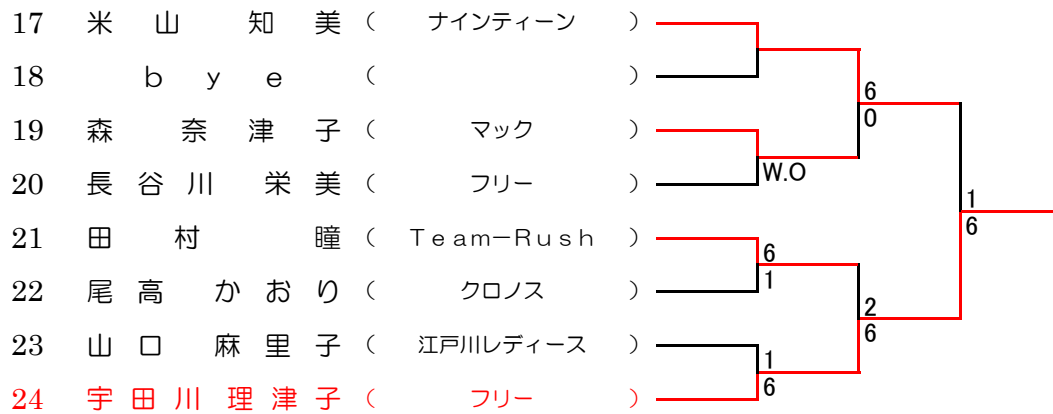 17 米山 知美 ( ナインティーン )
18 bye ( )
6
19 森 奈津子 ( マック )
0
20 長谷川 栄美 ( フリー )
W.O
1
21 田村 瞳 ( Team-Rush )
6
6
22 尾高 かおり ( クロノス )
1
2
23 山口 麻里子 ( 江戸川レディース )
6
1
24 宇田川 理津子 ( フリー )
6